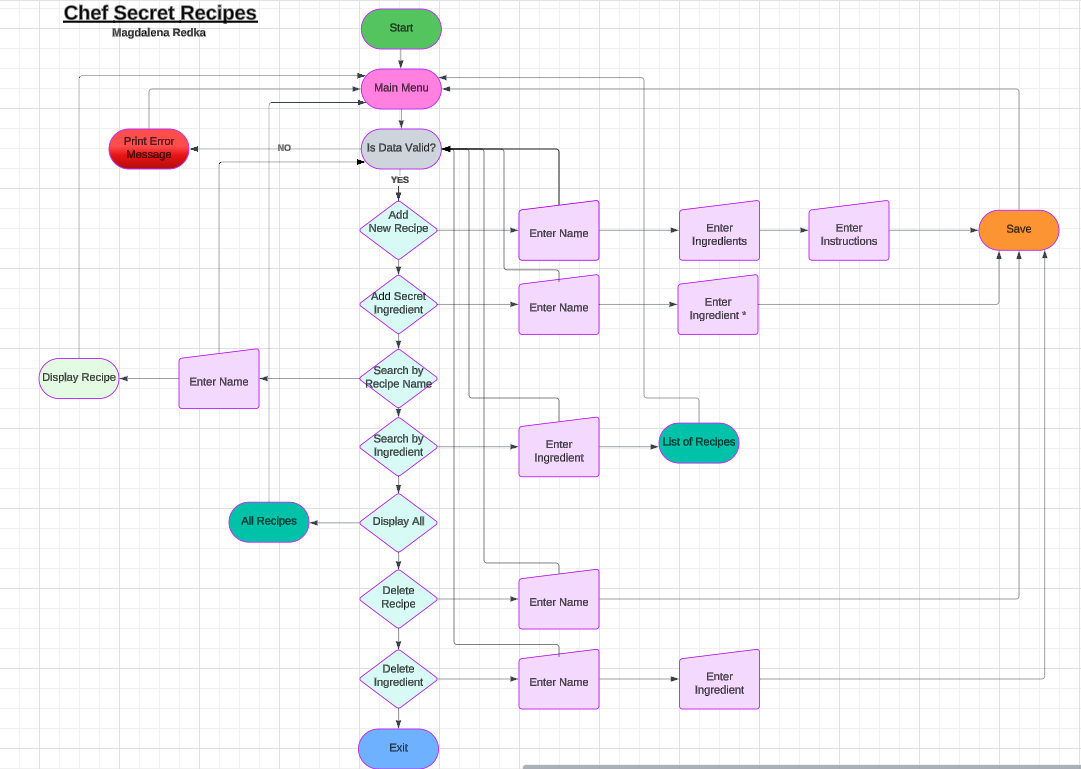 Chef Secret Recipes
Magdalena Redka
Start
Main Menu
Print Error
Message
NO
Is Data Valid?
YES
Add
New Recipe
Enter Name
Enter
Ingredients
Enter
Instructions
Save
Add Secret
Ingredient
Enter Name
Enter
Ingredient *
Display Recipe
Enter Name
Search by
Recipe Name
Search by
Ingredient
Enter
Ingredient
List of Recipes
All Recipes
Display All
Delete
Recipe
Enter Name
Delete
Ingredient
Enter Name
Enter
Ingredient
Exit